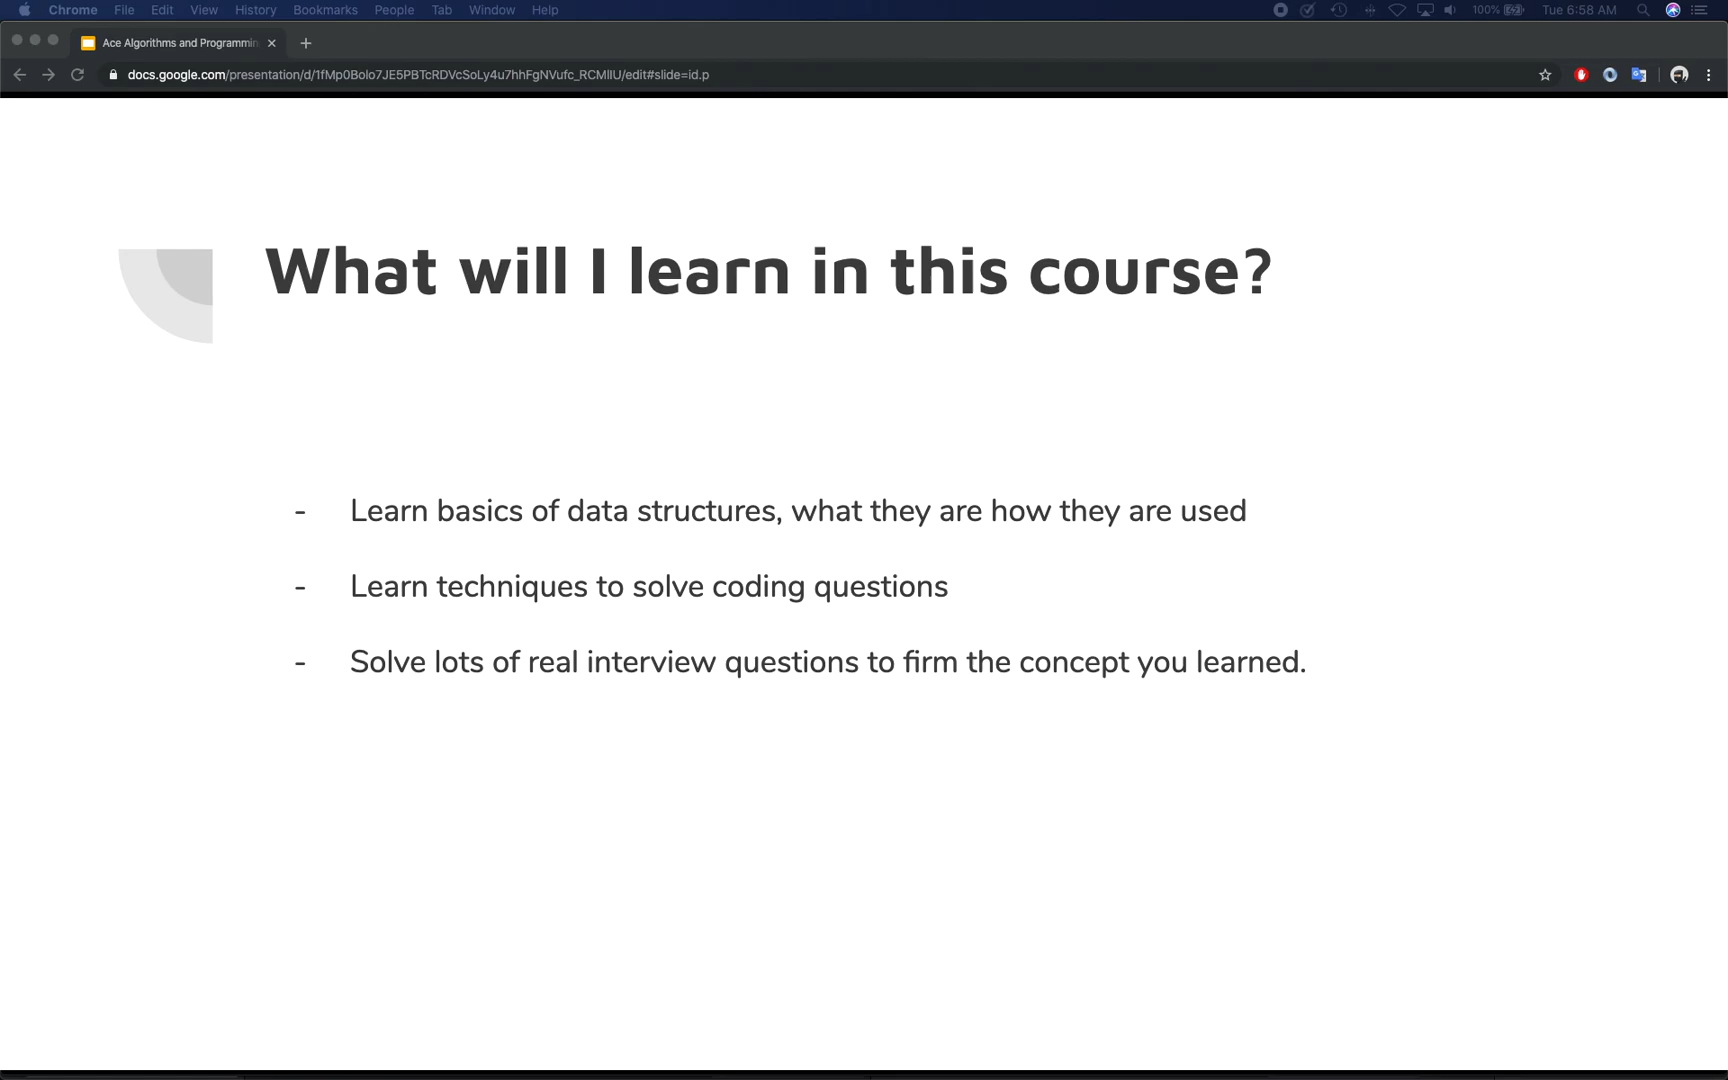 Chrome File Edit View History Bookmarks People Tab Window Help 100% Tue 6:58 AM
Ace Algorithms and Programmin
docs.google.com/presentation/d/1fMp0Bolo7JE5PBTcRDVcSoLy4u7hhFgNVufc_RCMlIU/edit#slide=id.p
What will I learn in this course?
- Learn basics of data structures, what they are how they are used
- Learn techniques to solve coding questions
- Solve lots of real interview questions to firm the concept you learned.